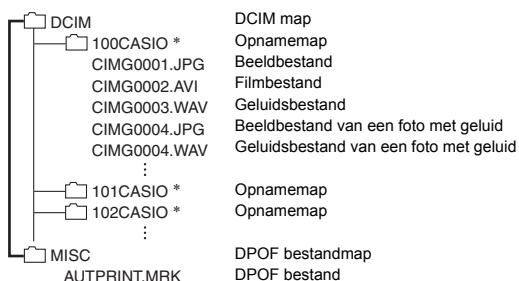 DCIM DCIM map
100CASIO * Opnamemap
CIMG0001.JPG Beeldbestand
CIMG0002.AVI Filmbestand
CIMG0003.WAV Geluidsbestand
CIMG0004.JPG Beeldbestand van een foto met geluid
CIMG0004.WAV Geluidsbestand van een foto met geluid
101CASIO * Opnamemap
102CASIO * Opnamemap
MISC DPOF bestandmap
AUTPRINT.MRK DPOF bestand